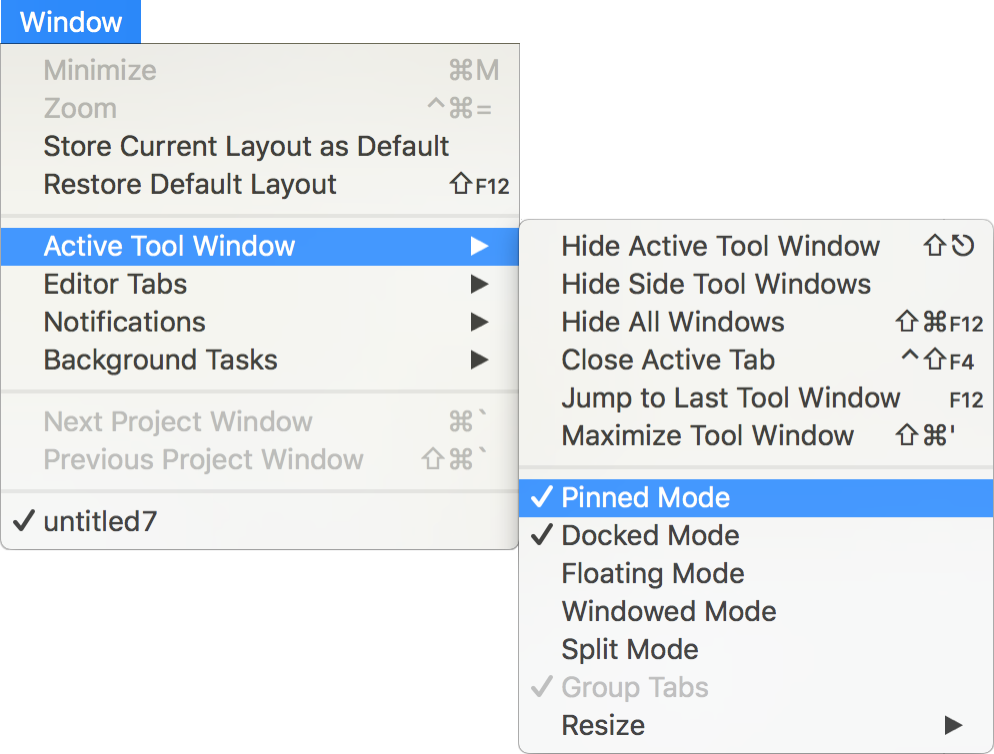 Window
Minimize ⌘M
Zoom ^⌘=
Store Current Layout as Default
Restore Default Layout ⇧F12
Active Tool Window ▶
Editor Tabs ▶
Notifications ▶
Background Tasks ▶
Next Project Window ⌘`
Previous Project Window ⇧⌘`
✓ untitled7
Hide Active Tool Window ⇧⎋
Hide Side Tool Windows
Hide All Windows ⇧⌘F12
Close Active Tab ^⇧F4
Jump to Last Tool Window F12
Maximize Tool Window ⇧⌘'
✓ Pinned Mode
✓ Docked Mode
Floating Mode
Windowed Mode
Split Mode
✓ Group Tabs
Resize ▶